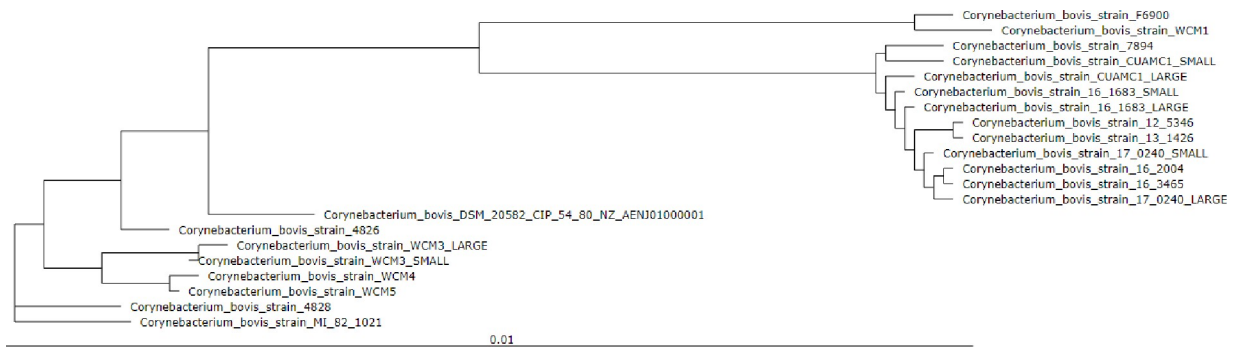 Corynebacterium_bovis_strain_F6900
Corynebacterium_bovis_strain_WCM1
Corynebacterium_bovis_strain_7894
Corynebacterium_bovis_strain_CUAMC1_SMALL
Corynebacterium_bovis_strain_CUAMC1_LARGE
Corynebacterium_bovis_strain_16_1683_SMALL
Corynebacterium_bovis_strain_16_1683_LARGE
Corynebacterium_bovis_strain_12_5346
Corynebacterium_bovis_strain_13_1426
Corynebacterium_bovis_strain_17_0240_SMALL
Corynebacterium_bovis_strain_16_2004
Corynebacterium_bovis_strain_16_3465
Corynebacterium_bovis_strain_17_0240_LARGE
Corynebacterium_bovis_DSM_20582_CIP_54_80_NZ_AENJ01000001
Corynebacterium_bovis_strain_4826
Corynebacterium_bovis_strain_WCM3_LARGE
Corynebacterium_bovis_strain_WCM3_SMALL
Corynebacterium_bovis_strain_WCM4
Corynebacterium_bovis_strain_WCM5
Corynebacterium_bovis_strain_4828
Corynebacterium_bovis_strain_MI_82_1021
0.01